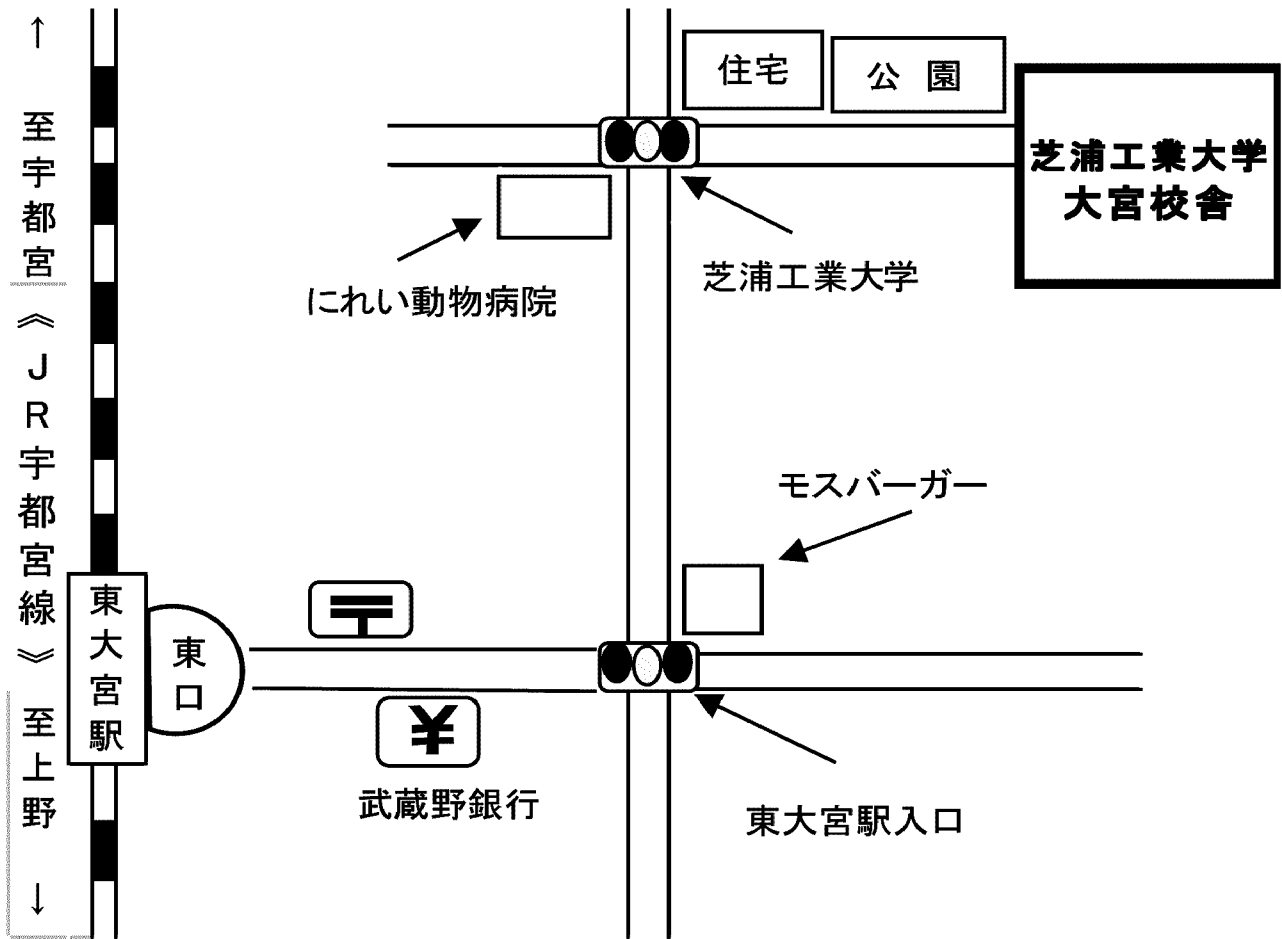 ↑ 至宇都宮 《JR宇都宮線》 至上野 ↓
住宅
公園
芝浦工業大学
大宮校舎
芝浦工業大学
にれい動物病院
モスバーガー
東大宮駅
東口
〒
¥
武蔵野銀行
東大宮駅入口